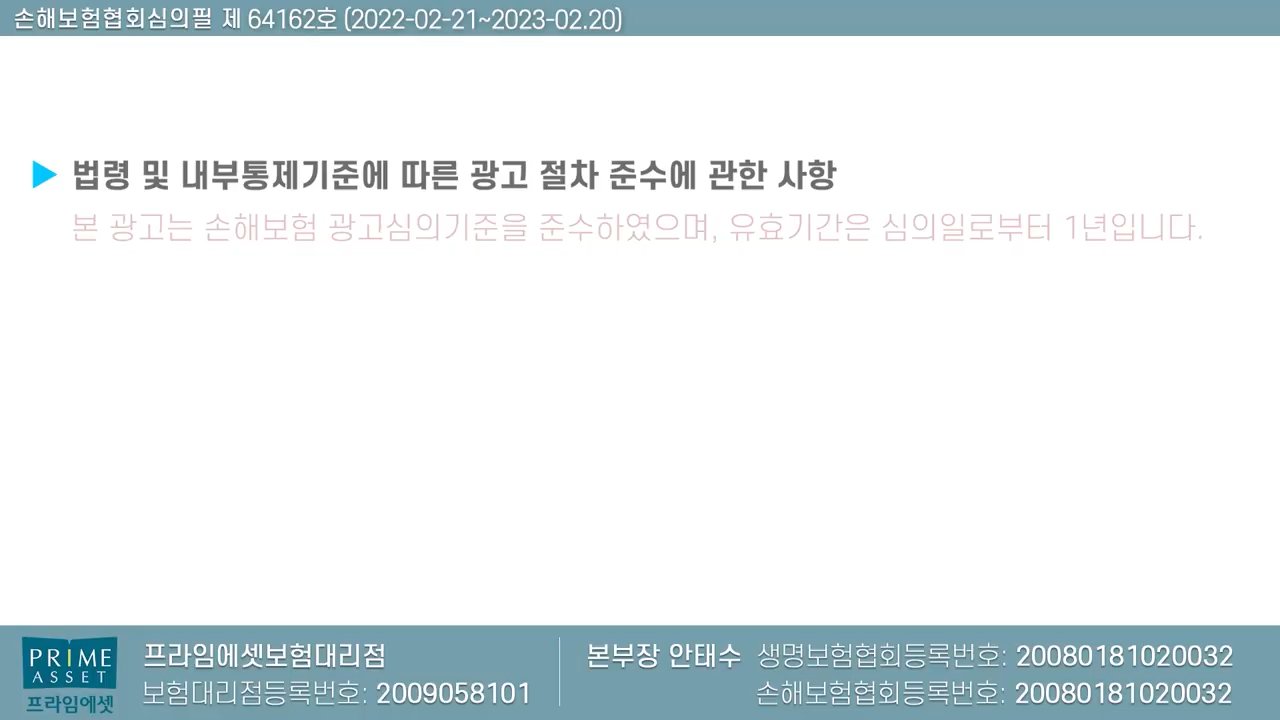 손해보험협회심의필 제 64162호 (2022-02-21~2023-02.20)
▶ 법령 및 내부통제기준에 따른 광고 절차 준수에 관한 사항
본 광고는 손해보험 광고심의기준을 준수하였으며, 유효기간은 심의일로부터 1년입니다.
PRIME
ASSET
프라임에셋
프라임에셋보험대리점
보험대리점등록번호: 2009058101
본부장 안태수 생명보험협회등록번호: 20080181020032
손해보험협회등록번호: 20080181020032